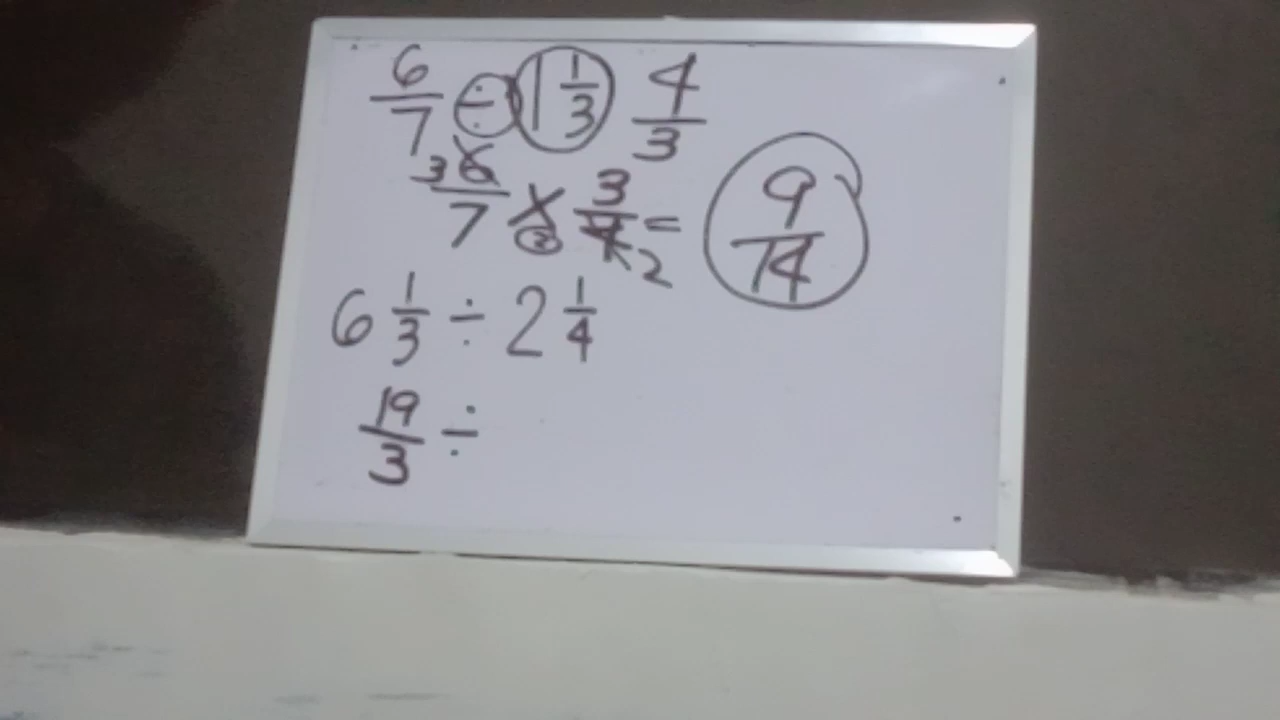 6/7 ÷ 1 1/3 4/3
3 6/7 × 3/4 = 9/14
2 2
6 1/3 ÷ 2 1/4
19/3 ÷